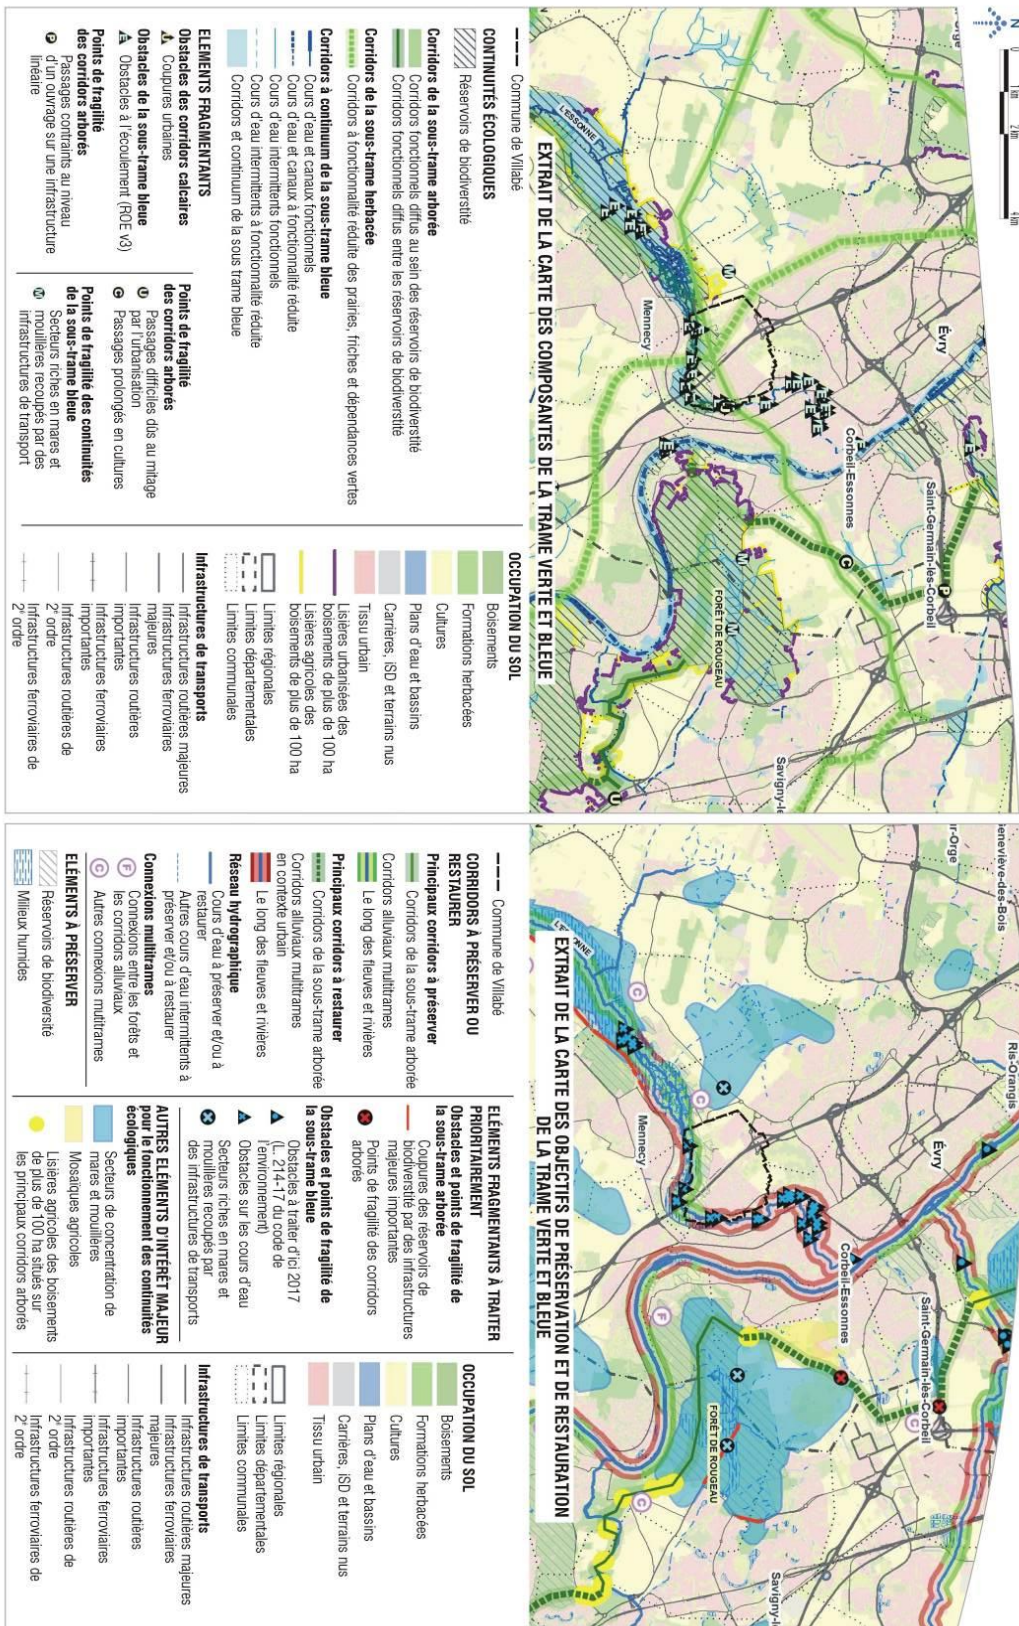 N
0
1km
2km
4km
Évry
Corbeil-Essonnes
Saint-Germain-lès-Corbeil
Savigny-le
FORÊT DE ROUGEAU
Mennecy
L'ESSONNE
EXTRAIT DE LA CARTE DES COMPOSANTES DE LA TRAME VERTE ET BLEUE
Commune de Villabé
CONTINUITÉS ÉCOLOGIQUES
Réservoirs de biodiverstité
Corridors de la sous-trame arborée
Corridors fonctionnels diffus au sein des réservoirs de biodiverstité
Corridors fonctionnels diffus entre les réservoirs de biodiverstité
Corridors de la sous-trame herbacée
Corridors à fonctionnalité réduite des prairies, friches et dépendances vertes
Corridors à continuum de la sous-trame bleue
Cours d'eau et canaux fonctionnels
Cours d'eau et canaux à fonctionnalité réduite
Cours d'eau intermittents fonctionnels
Cours d'eau intermittents à fonctionnalité réduite
Corridors et continuum de la sous trame bleue
ELEMENTS FRAGMENTANTS
Obstacles des corridors calcaires
Coupures urbaines
Obstacles de la sous-trame bleue
Obstacles à l'écoulement (ROE v3)
Points de fragilité
des corridors arborés
Passages contraints au niveau
d'un ouvrage sur une infrastructure
linéaire
Points de fragilité
des corridors arborés
Passages difficiles dûs au mitage
par l'urbanisation
Passages prolongés en cultures
Points de fragilité des continuités
de la sous-trame bleue
Secteurs riches en mares et
mouillères recoupés par des
infrastructures de transport
OCCUPATION DU SOL
Boisements
Formations herbacées
Cultures
Plans d'eau et bassins
Carrières, iSD et terrains nus
Tissu urbain
Lisières urbanisées des
boisements de plus de 100 ha
Lisières agricoles des
boisements de plus de 100 ha
Limites régionales
Limites départementales
Limites communales
Infrastructures de transports
Infrastructures routières majeures
Infrastructures ferroviaires
majeures
Infrastructures routières
importantes
Infrastructures ferroviaires
importantes
Infrastructures routières de
2e ordre
Infrastructures ferroviaires de
2e ordre
Ris-Orangis
Évry
Corbeil-Essonnes
Saint-Germain-lès-Corbeil
Savigny-le
FORÊT DE ROUGEAU
Mennecy
EXTRAIT DE LA CARTE DES OBJECTIFS DE PRÉSERVATION ET DE RESTAURATION
DE LA TRAME VERTE ET BLEUE
Commune de Villabé
CORRIDORS À PRÉSERVER OU
RESTAURER
Principaux corridors à préserver
Corridors de la sous-trame arborée
Corridors alluviaux multitrames
Le long des fleuves et rivières
Principaux corridors à restaurer
Corridors de la sous-trame arborée
Corridors alluviaux multitrames
en contexte urbain
Le long des fleuves et rivières
Réseau hydrographique
Cours d'eau à préserver et/ou à
restaurer
Autres cours d'eau intermittents à
préserver et/ou à restaurer
Connexions multitrames
Connexions entre les forêts et
les corridors alluviaux
Autres connexions mutitrames
ELÉMENTS À PRÉSERVER
Réservoirs de biodiversité
Milieux humides
ELÉMENTS FRAGMENTANTS À TRAITER
PRIORITAIREMENT
Obstacles et points de fragilité de
la sous-trame arborée
Coupures des réservoirs de
biodiversité par des infrastructures
majeures importantes
Points de fragilité des corridors
arborés
Obstacles et points de fragilité de
la sous-trame bleue
Obstacles à traiter d'ici 2017
(L. 214-17 du code de
l'environnement)
Obstacles sur les cours d'eau
Secteurs riches en mares et
mouillères recoupés par
des infrastructures de transports
AUTRES ELÉMENTS D'INTÉRÊT MAJEUR
pour le fonctionnement des continuités
écologiques
Secteurs de concentration de
mares et mouillères
Mosaïques agricoles
Lisières agricoles des boisements
de plus de 100 ha situés sur
les principaux corridors arborés
OCCUPATION DU SOL
Boisements
Formations herbacées
Cultures
Plans d'eau et bassins
Carrières, iSD et terrains nus
Tissu urbain
Limites régionales
Limites départementales
Limites communales
Infrastructures de transports
Infrastructures routières majeures
Infrastructures ferroviaires
majeures
Infrastructures routières
importantes
Infrastructures ferroviaires
importantes
Infrastructures routières de
2e ordre
Infrastructures ferroviaires de
2e ordre